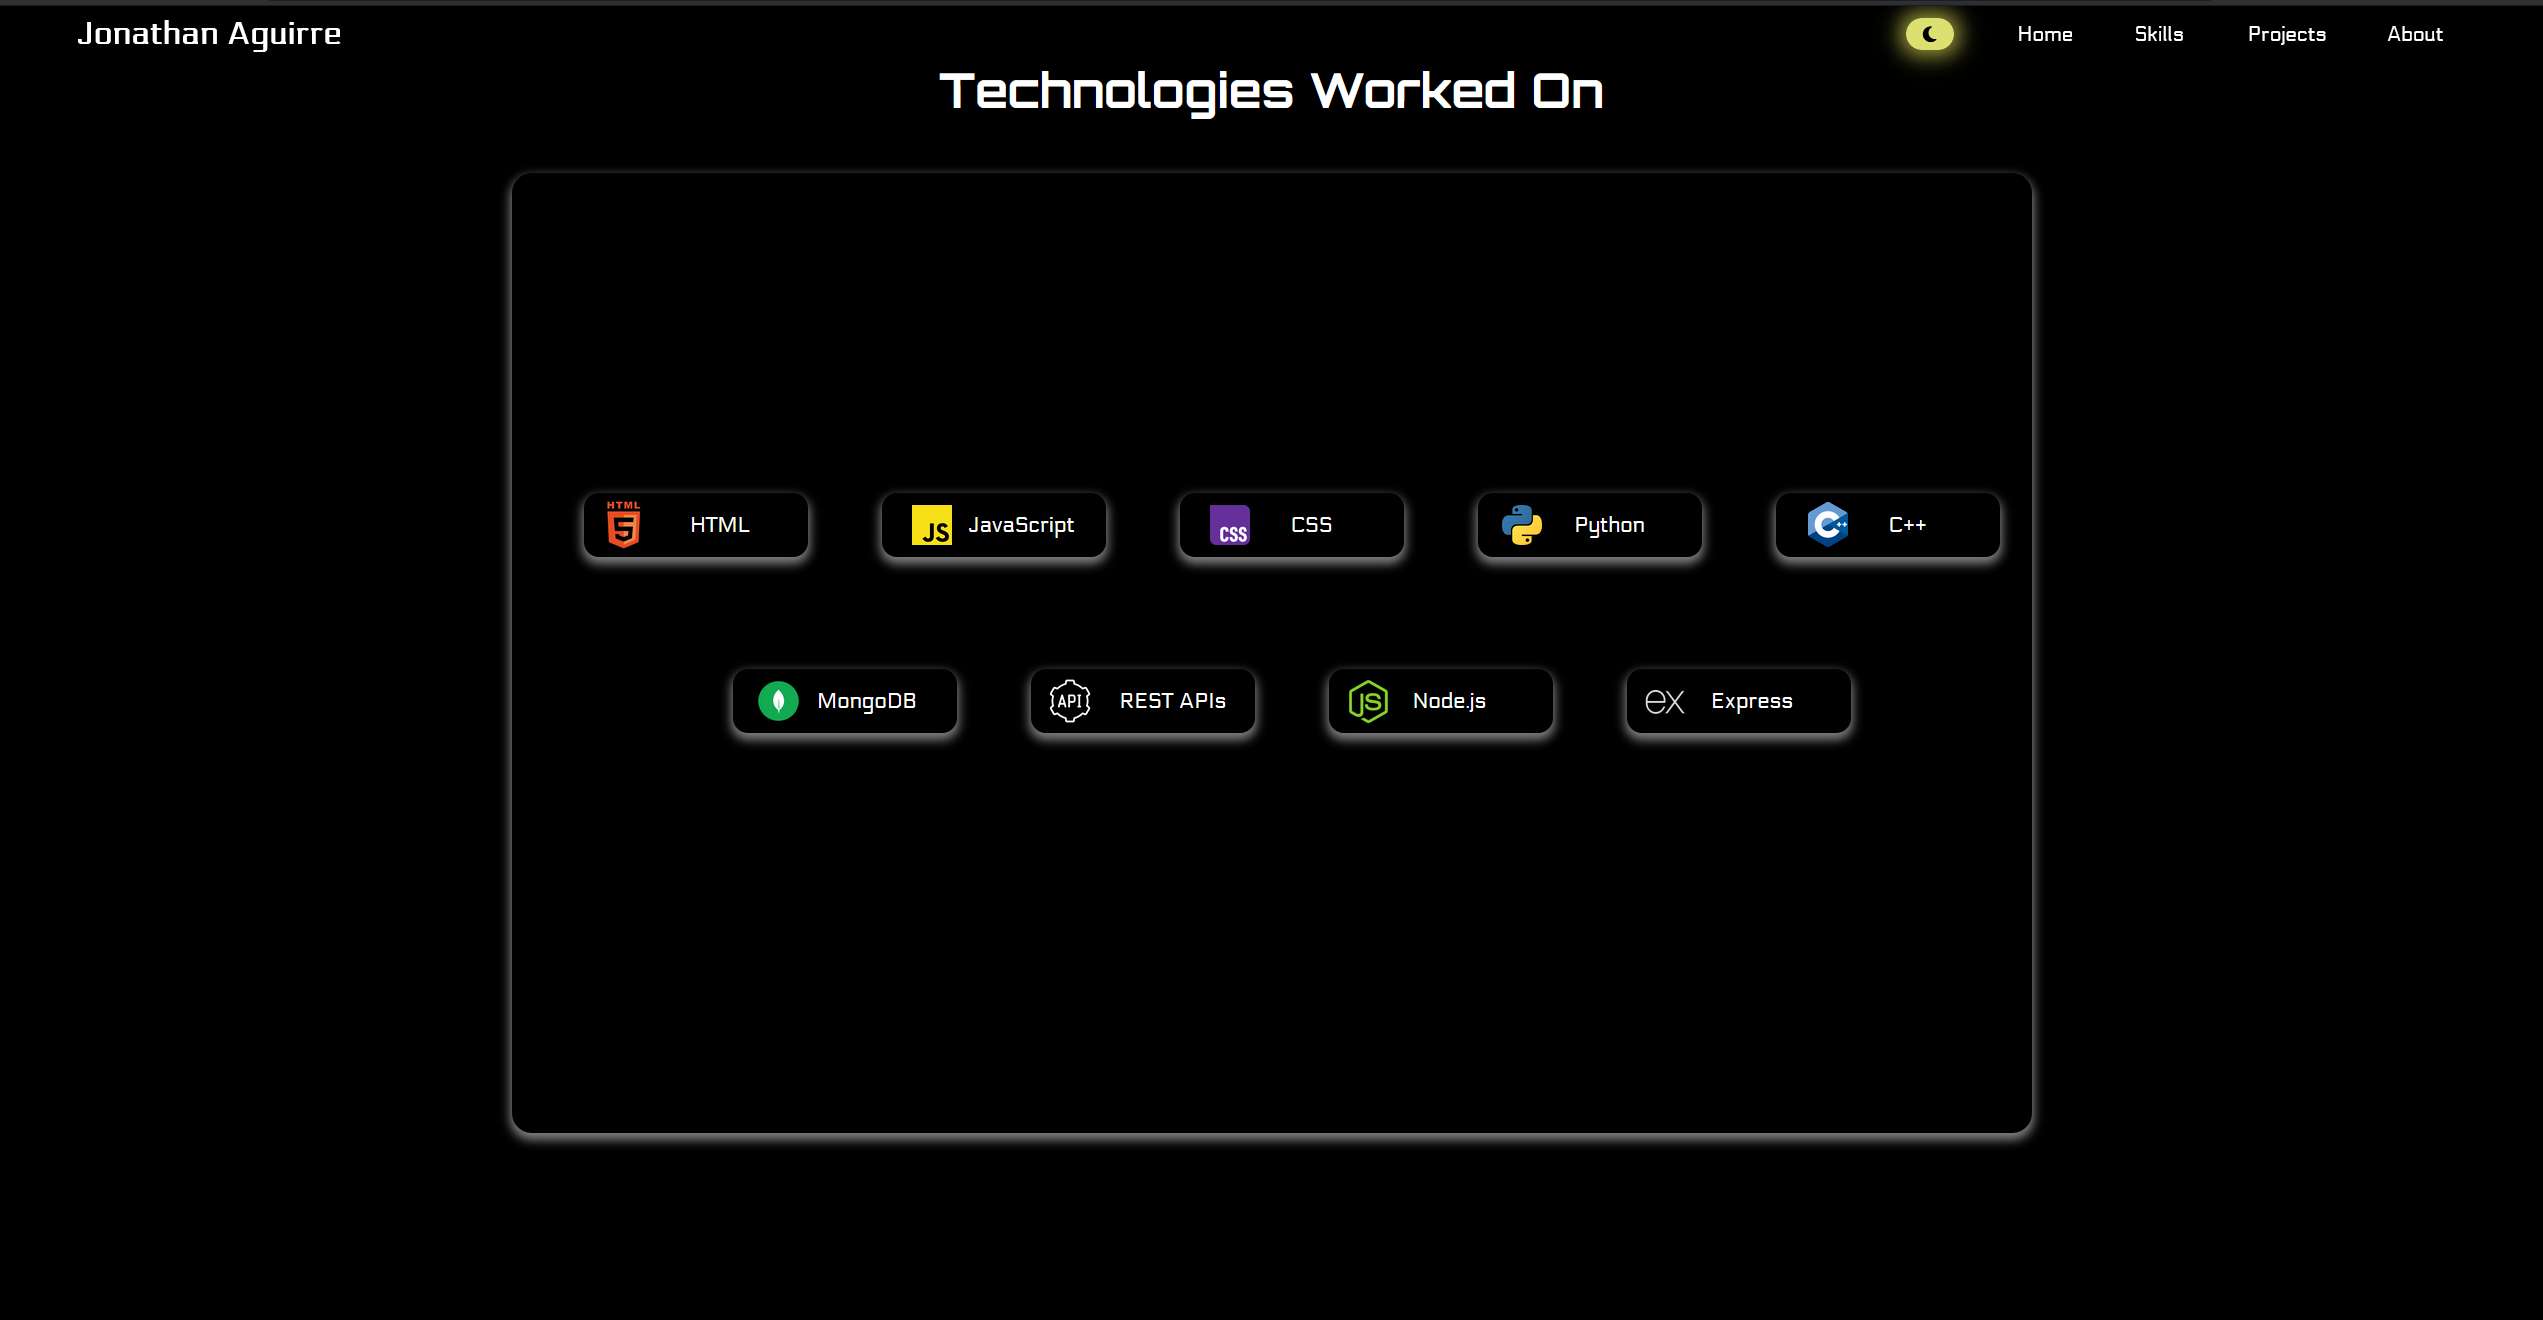 Jonathan Aguirre
Home Skills Projects About
Technologies Worked On
HTML HTML
JS JavaScript
CSS CSS
Python
C++ C++
MongoDB
API REST APIs
JS Node.js
ex Express